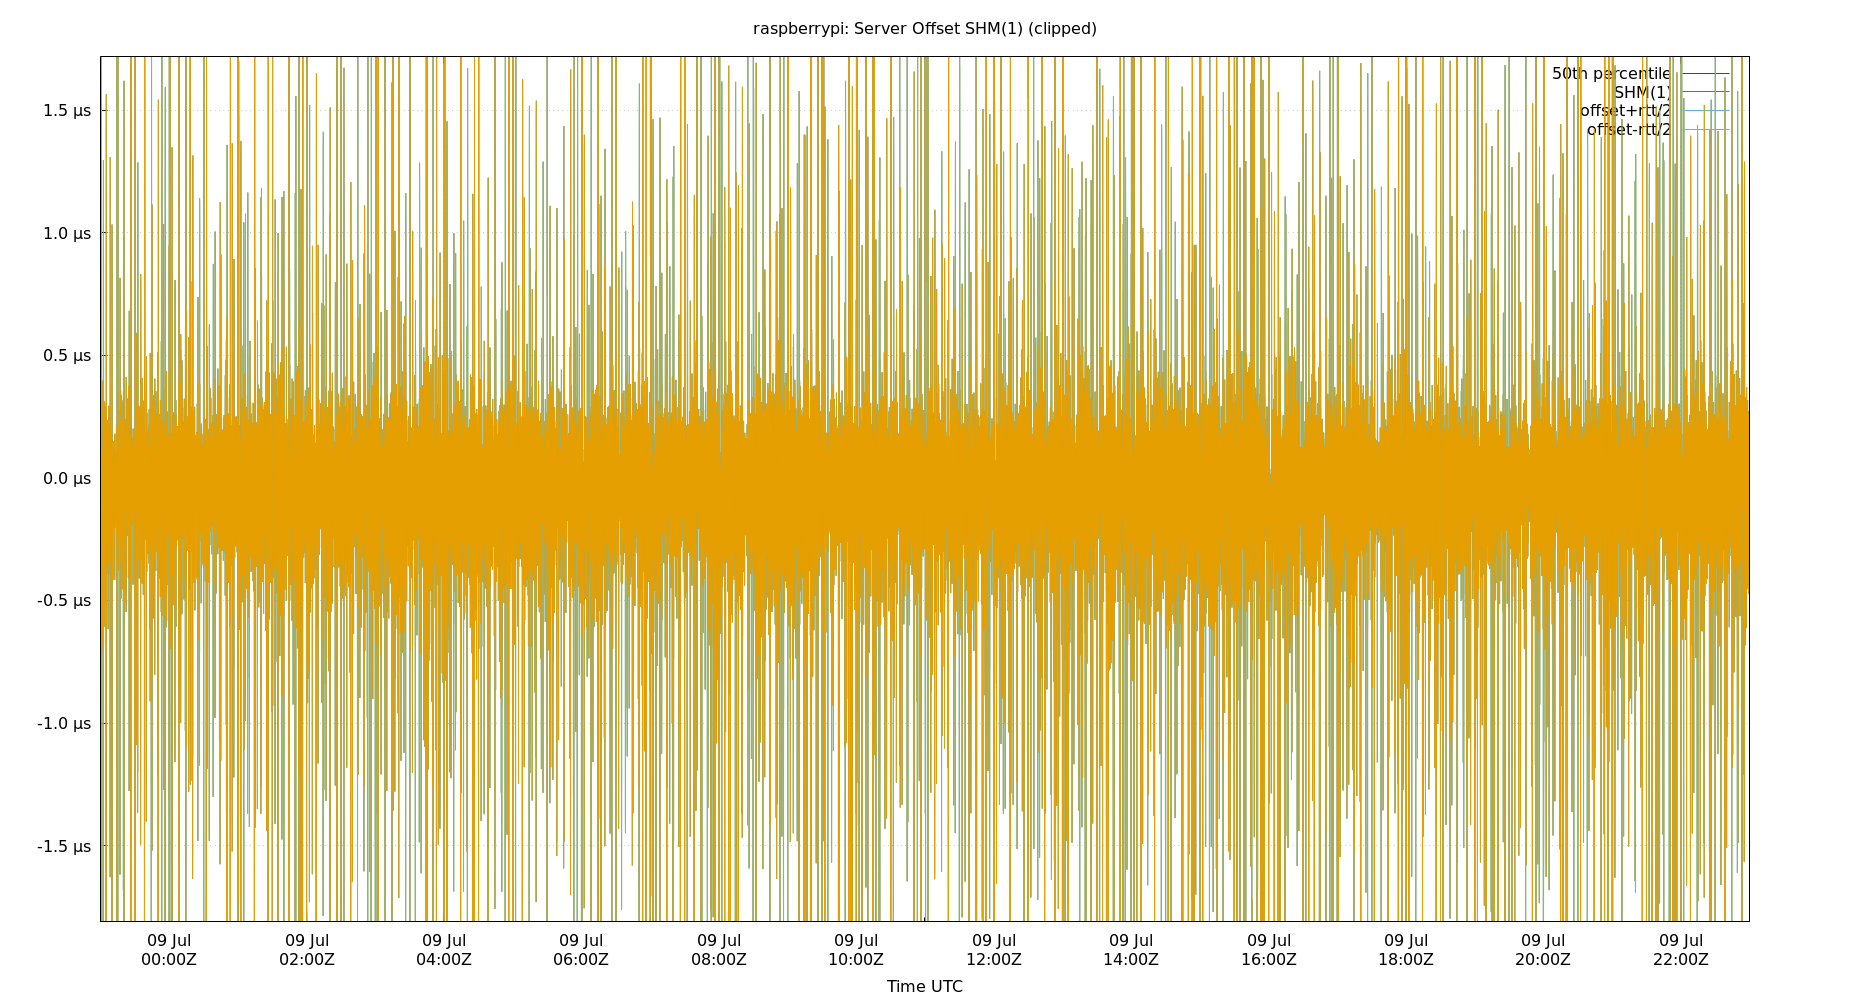 raspberrypi: Server Offset SHM(1) (clipped)
50th percentile
SHM(1)
offset+rtt/2
offset-rtt/2
1.5 µs
1.0 µs
0.5 µs
0.0 µs
-0.5 µs
-1.0 µs
-1.5 µs
09 Jul 09 Jul 09 Jul 09 Jul 09 Jul 09 Jul 09 Jul 09 Jul 09 Jul 09 Jul 09 Jul 09 Jul
00:00Z 02:00Z 04:00Z 06:00Z 08:00Z 10:00Z 12:00Z 14:00Z 16:00Z 18:00Z 20:00Z 22:00Z
Time UTC